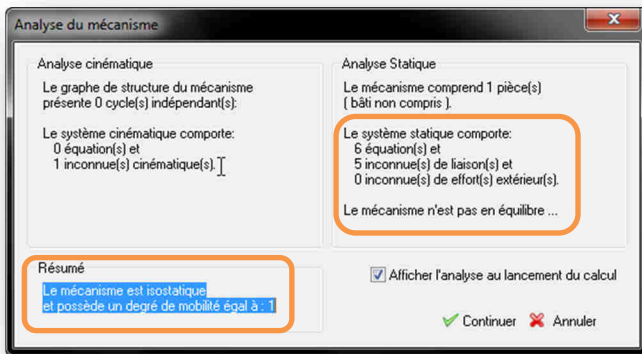 Analyse du mécanisme
Analyse cinématique
Le graphe de structure du mécanisme
présente 0 cycle(s) indépendant(s):
Le système cinématique comporte:
0 équation(s) et
1 inconnue(s) cinématique(s).
Analyse Statique
Le mécanisme comprend 1 pièce(s)
( bâti non compris ).
Le système statique comporte:
6 équation(s) et
5 inconnue(s) de liaison(s) et
0 inconnue(s) de effort(s) extérieur(s).
Le mécanisme n'est pas en équilibre ...
Résumé
Le mécanisme est isostatique
et possède un degré de mobilité égal à : 1
Afficher l'analyse au lancement du calcul
Continuer Annuler